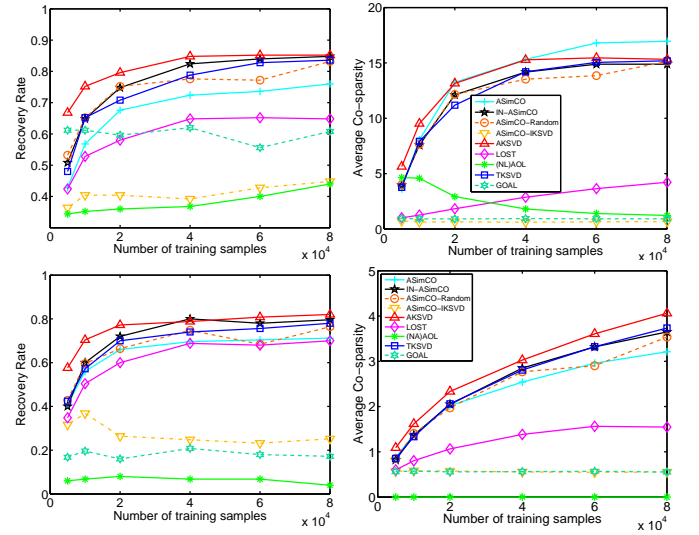 1
0.9
0.8
0.7
0.6
0.5
0.4
Recovery Rate
0 2 4 6 8
Number of training samples
x 10^4
20
15
10
5
0
Average Co-sparsity
ASimCO
IN-ASimCO
ASimCO-Random
ASimCO-IKSVD
AKSVD
LOST
(NL)AOL
TKSVD
GOAL
0 2 4 6 8
Number of training samples
x 10^4
1
0.8
0.6
0.4
0.2
0
Recovery Rate
0 2 4 6 8
Number of training samples
x 10^4
5
4
3
2
1
0
Average Co-sparsity
ASimCO
IN-ASimCO
ASimCO-Random
ASimCO-IKSVD
AKSVD
LOST
(NA)AOL
TKSVD
GOAL
0 2 4 6 8
Number of training samples
x 10^4